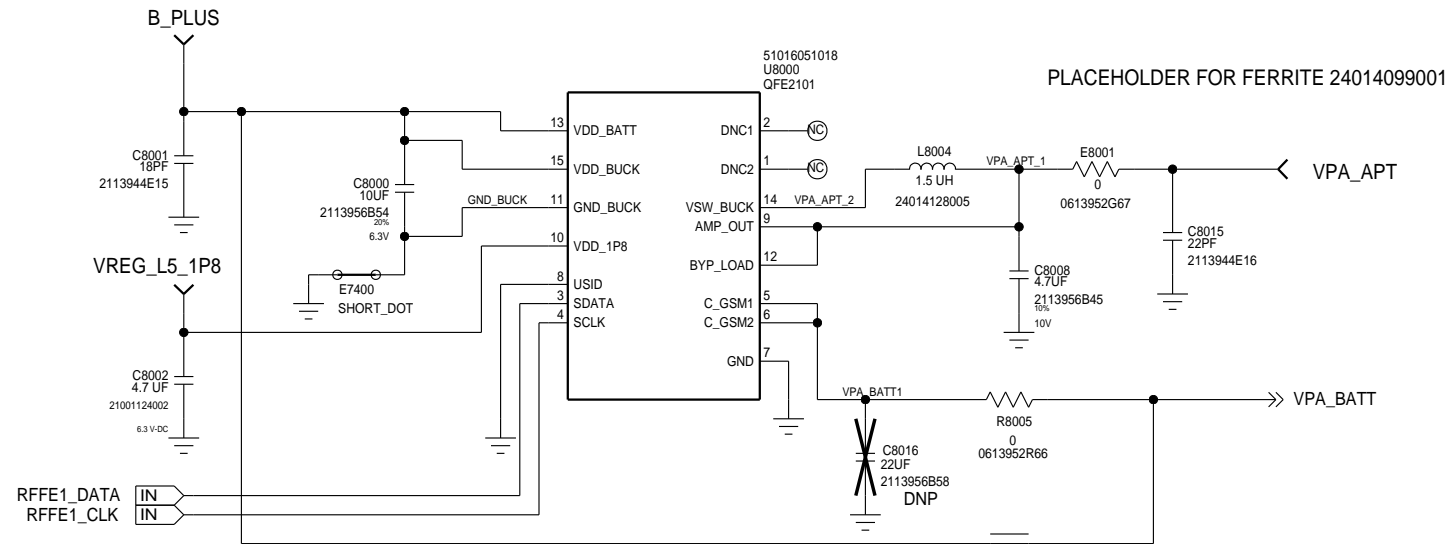 B_PLUS
51016051018
U8000
QFE2101
PLACEHOLDER FOR FERRITE 24014099001
C8001
18PF
2113944E15
C8000
10UF
2113956B54
20%
6.3V
GND_BUCK
13 VDD_BATT
15 VDD_BUCK
11 GND_BUCK
10 VDD_1P8
8 USID
3 SDATA
4 SCLK
DNC1 2 NC
DNC2 1 NC
VSW_BUCK 14 VPA_APT_2
AMP_OUT 9
BYP_LOAD 12
C_GSM1 5
C_GSM2 6
GND 7
L8004
1.5 UH
24014128005
VPA_APT_1
E8001
0
0613952G67
VPA_APT
C8015
22PF
2113944E16
C8008
4.7UF
2113956B45
10%
10V
VREG_L5_1P8
E7400
SHORT_DOT
C8002
4.7 UF
21001124002
6.3 V-DC
VPA_BATT1
R8005
0
0613952R66
VPA_BATT
C8016
22UF
2113956B58
DNP
RFFE1_DATA IN
RFFE1_CLK IN